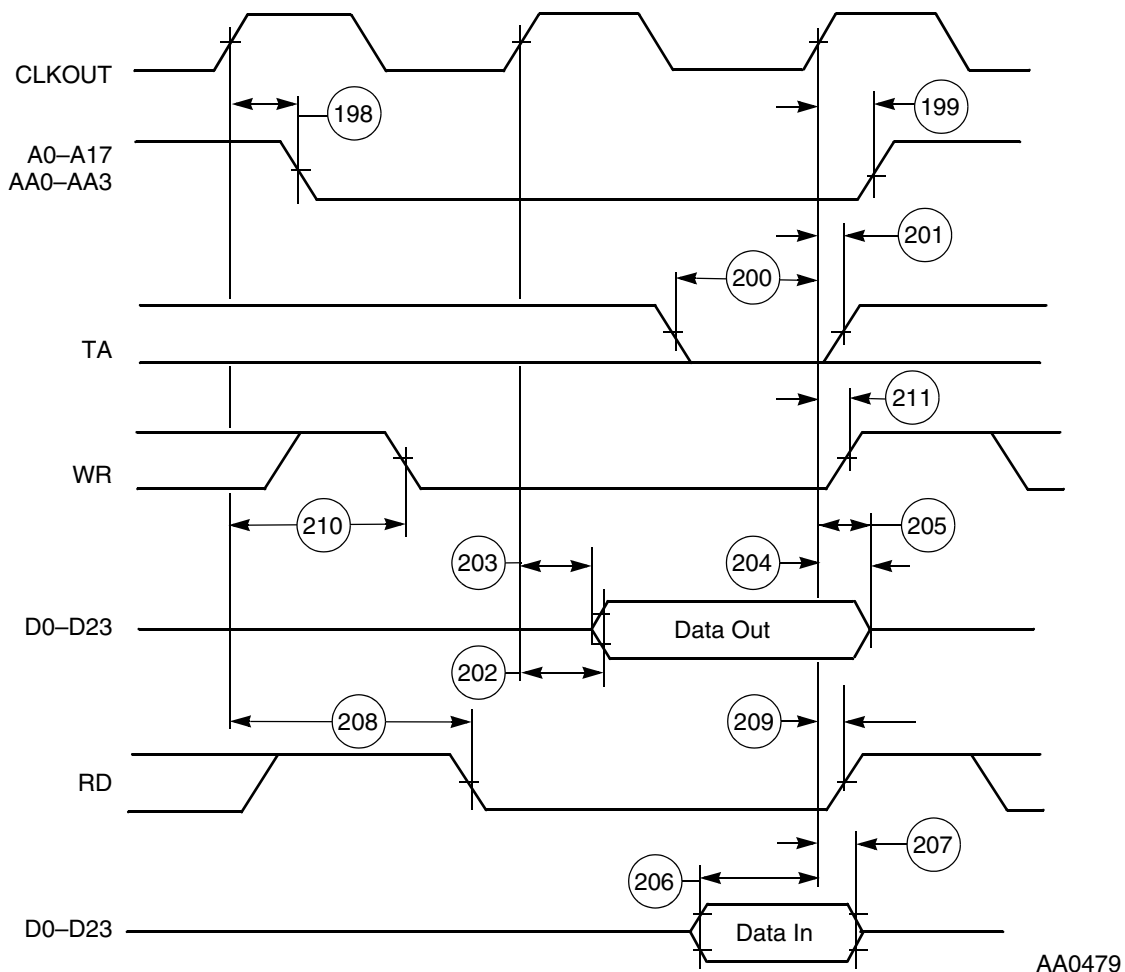 CLKOUT
198
199
A0–A17
AA0–AA3
201
200
TA
211
WR
210
205
203
204
D0–D23
Data Out
202
208
209
RD
207
206
D0–D23
Data In
AA0479